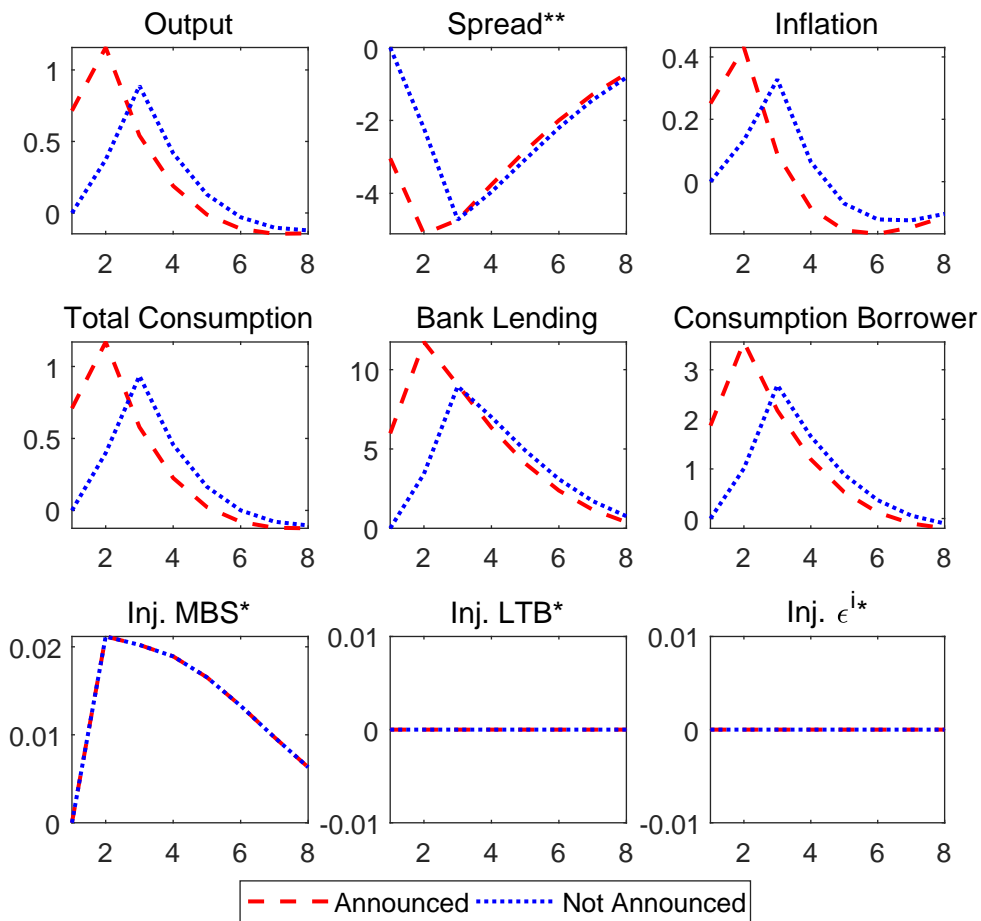 Output
Spread**
Inflation
1
0.5
0
2 4 6 8
0
-2
-4
2 4 6 8
0.4
0.2
0
2 4 6 8
Total Consumption
Bank Lending
Consumption Borrower
1
0.5
0
2 4 6 8
10
5
0
2 4 6 8
3
2
1
0
2 4 6 8
Inj. MBS*
Inj. LTB*
Inj. ϵ^i*
0.02
0.01
0
2 4 6 8
0.01
0
-0.01
2 4 6 8
0.01
0
-0.01
2 4 6 8
Announced Not Announced